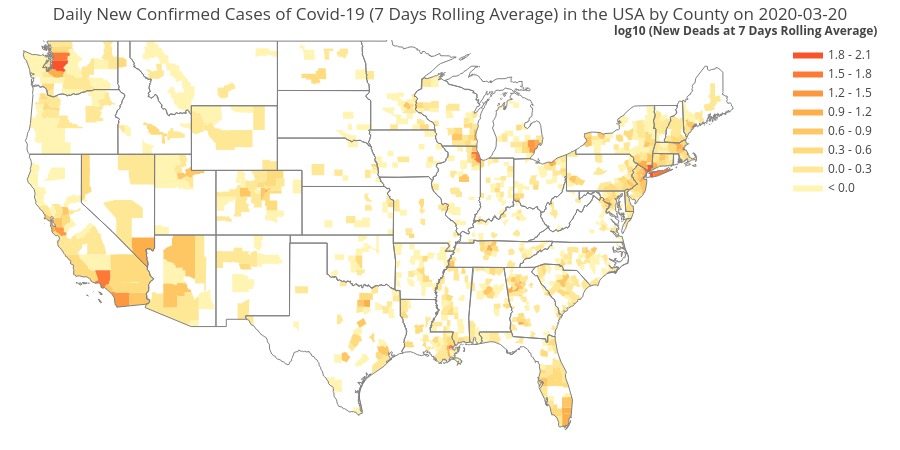 Daily New Confirmed Cases of Covid-19 (7 Days Rolling Average) in the USA by County on 2020-03-20
log10 (New Deads at 7 Days Rolling Average)
1.8 - 2.1
1.5 - 1.8
1.2 - 1.5
0.9 - 1.2
0.6 - 0.9
0.3 - 0.6
0.0 - 0.3
< 0.0